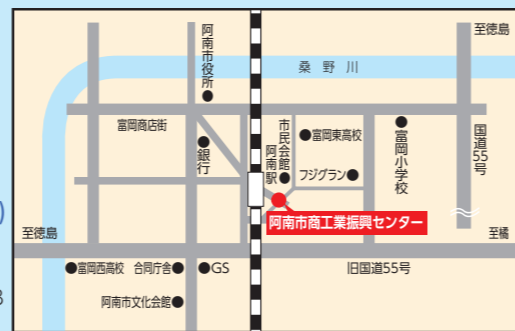 至徳島
至徳島
阿南市役所
桑野川
富岡商店街
銀行
市民会館
阿南駅
富岡東高校
フジグラン
富岡小学校
国道55号
阿南市商工業振興センター
至徳島
至橘
富岡西高校
合同庁舎
GS
旧国道55号
阿南市文化会館
)